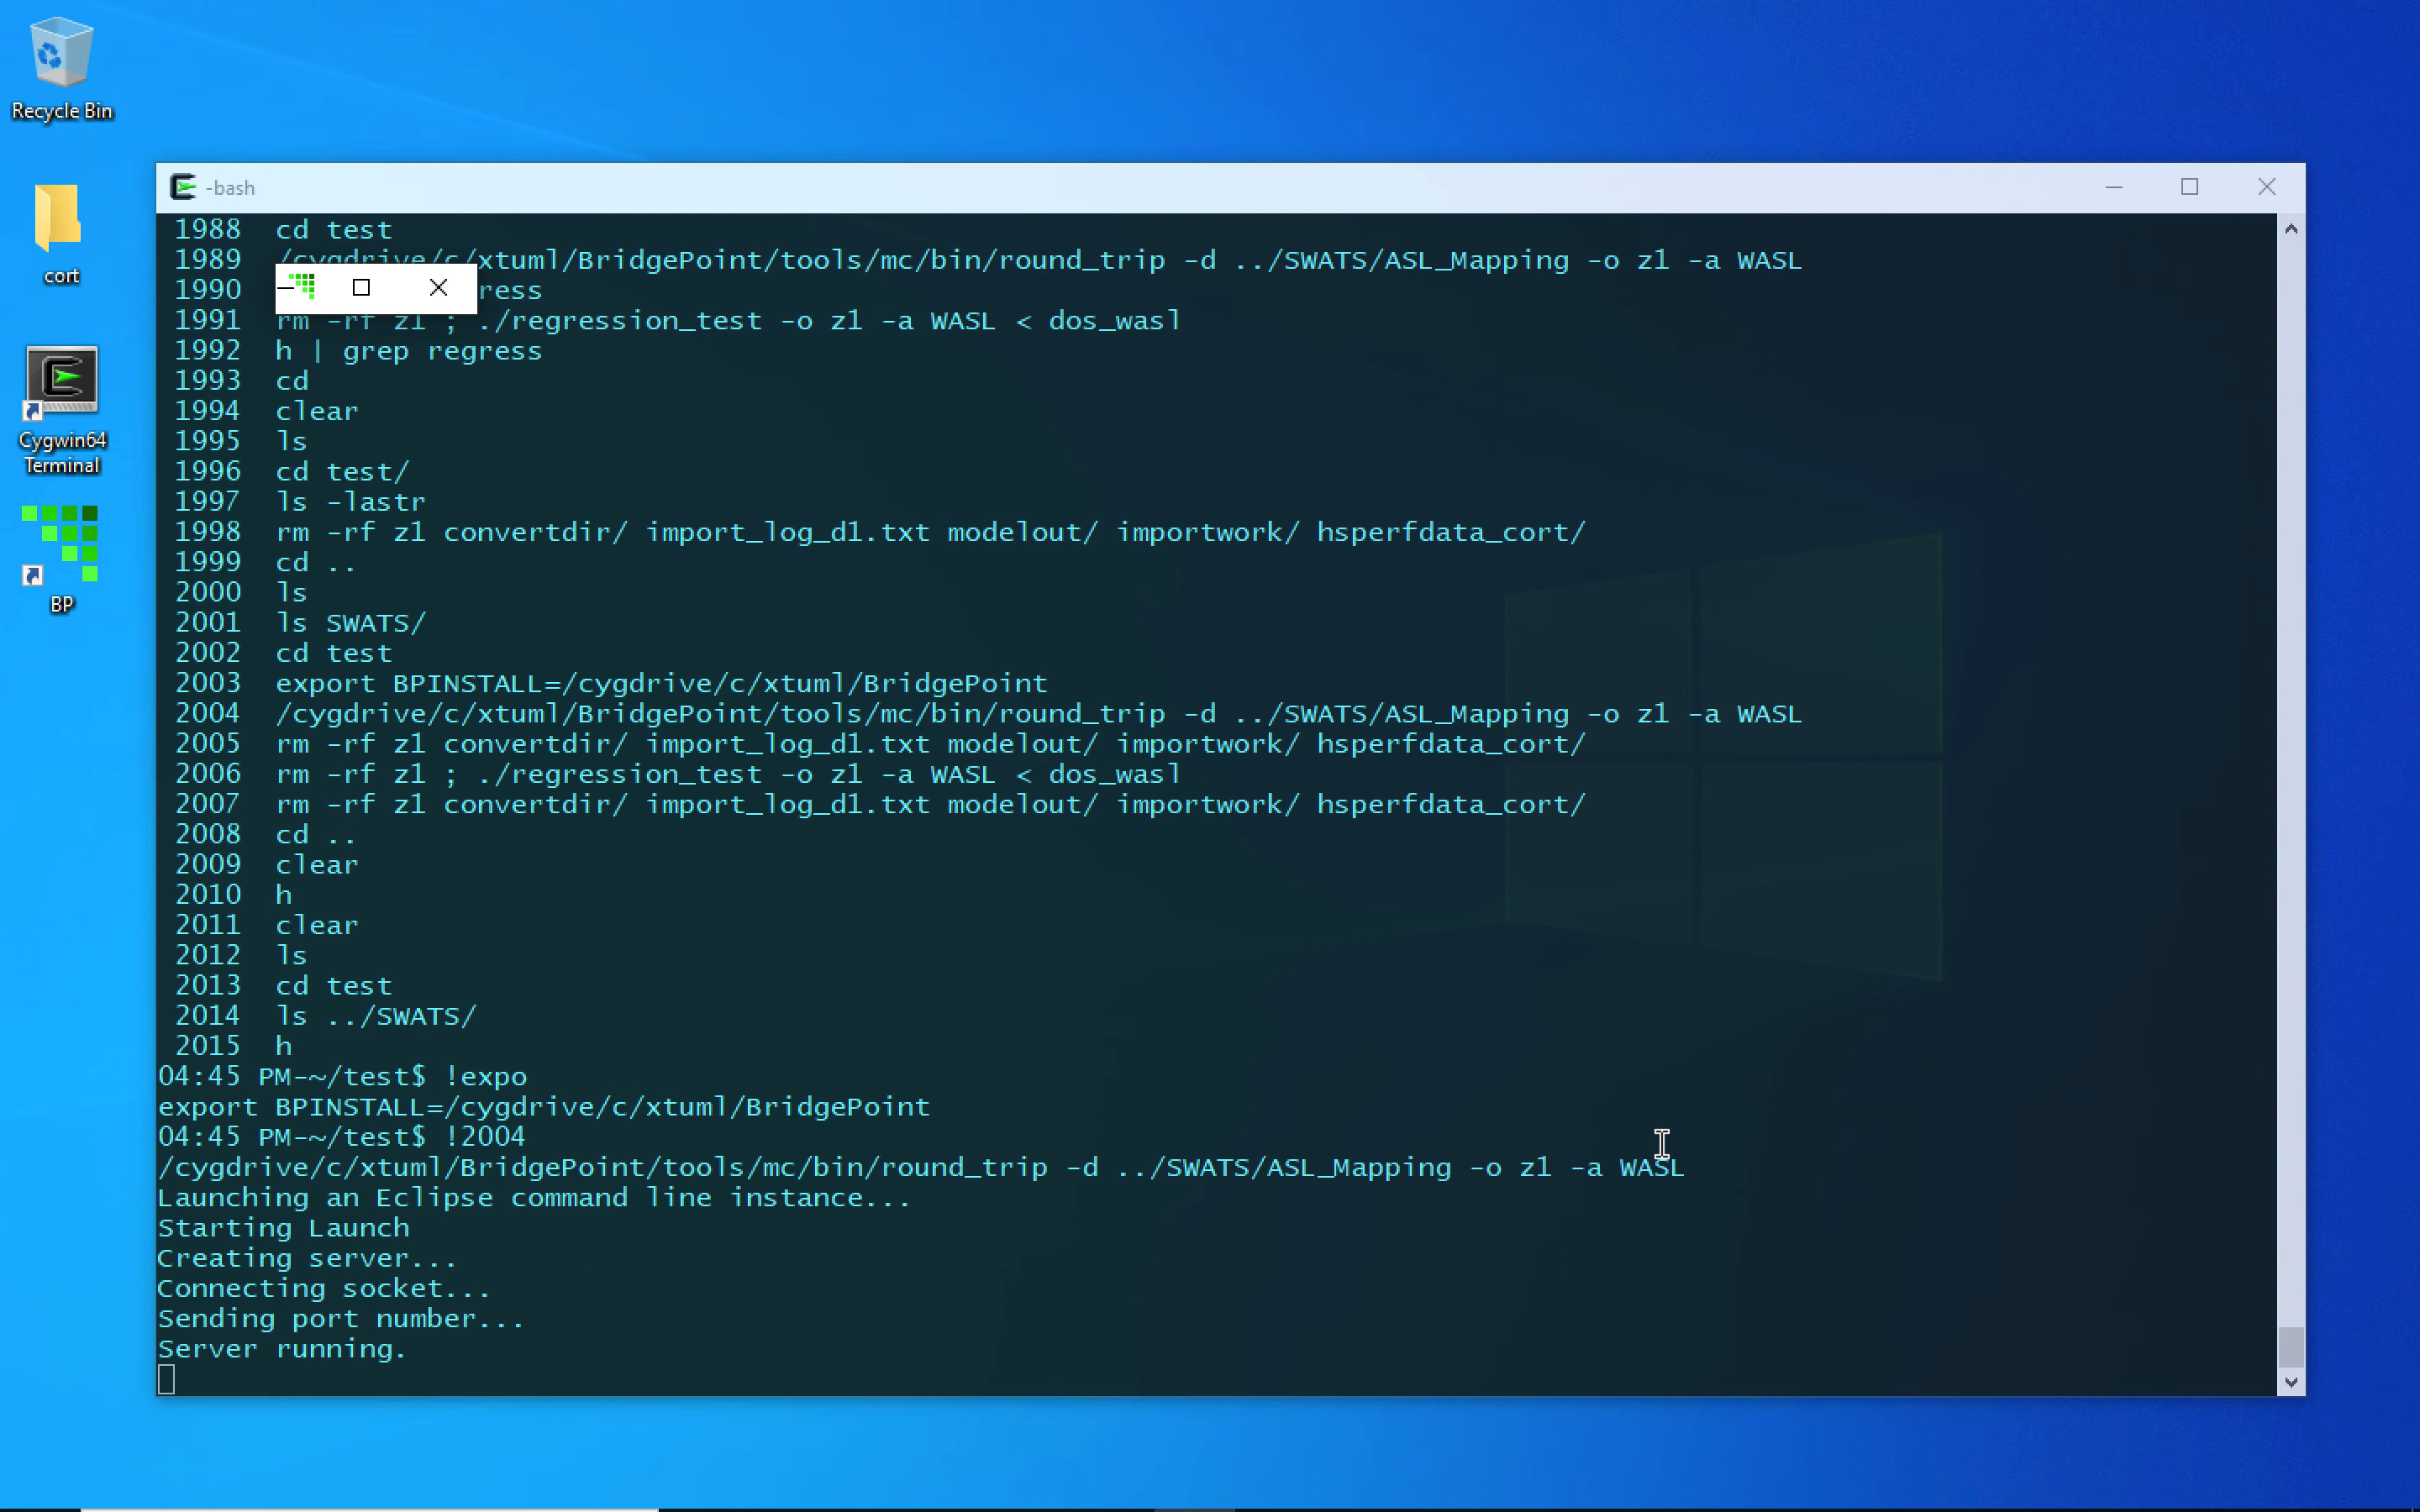 Recycle Bin
cort
Cygwin64
Terminal
BP
-bash
1988  cd test
1989  /cygdrive/c/xtuml/BridgePoint/tools/mc/bin/round_trip -d ../SWATS/ASL_Mapping -o z1 -a WASL
1990  ress
1991  rm -rf z1 ; ./regression_test -o z1 -a WASL < dos_wasl
1992  h | grep regress
1993  cd
1994  clear
1995  ls
1996  cd test/
1997  ls -lastr
1998  rm -rf z1 convertdir/ import_log_d1.txt modelout/ importwork/ hsperfdata_cort/
1999  cd ..
2000  ls
2001  ls SWATS/
2002  cd test
2003  export BPINSTALL=/cygdrive/c/xtuml/BridgePoint
2004  /cygdrive/c/xtuml/BridgePoint/tools/mc/bin/round_trip -d ../SWATS/ASL_Mapping -o z1 -a WASL
2005  rm -rf z1 convertdir/ import_log_d1.txt modelout/ importwork/ hsperfdata_cort/
2006  rm -rf z1 ; ./regression_test -o z1 -a WASL < dos_wasl
2007  rm -rf z1 convertdir/ import_log_d1.txt modelout/ importwork/ hsperfdata_cort/
2008  cd ..
2009  clear
2010  h
2011  clear
2012  ls
2013  cd test
2014  ls ../SWATS/
2015  h
04:45 PM-~/test$ !expo
export BPINSTALL=/cygdrive/c/xtuml/BridgePoint
04:45 PM-~/test$ !2004
/cygdrive/c/xtuml/BridgePoint/tools/mc/bin/round_trip -d ../SWATS/ASL_Mapping -o z1 -a WASL
Launching an Eclipse command line instance...
Starting Launch
Creating server...
Connecting socket...
Sending port number...
Server running.